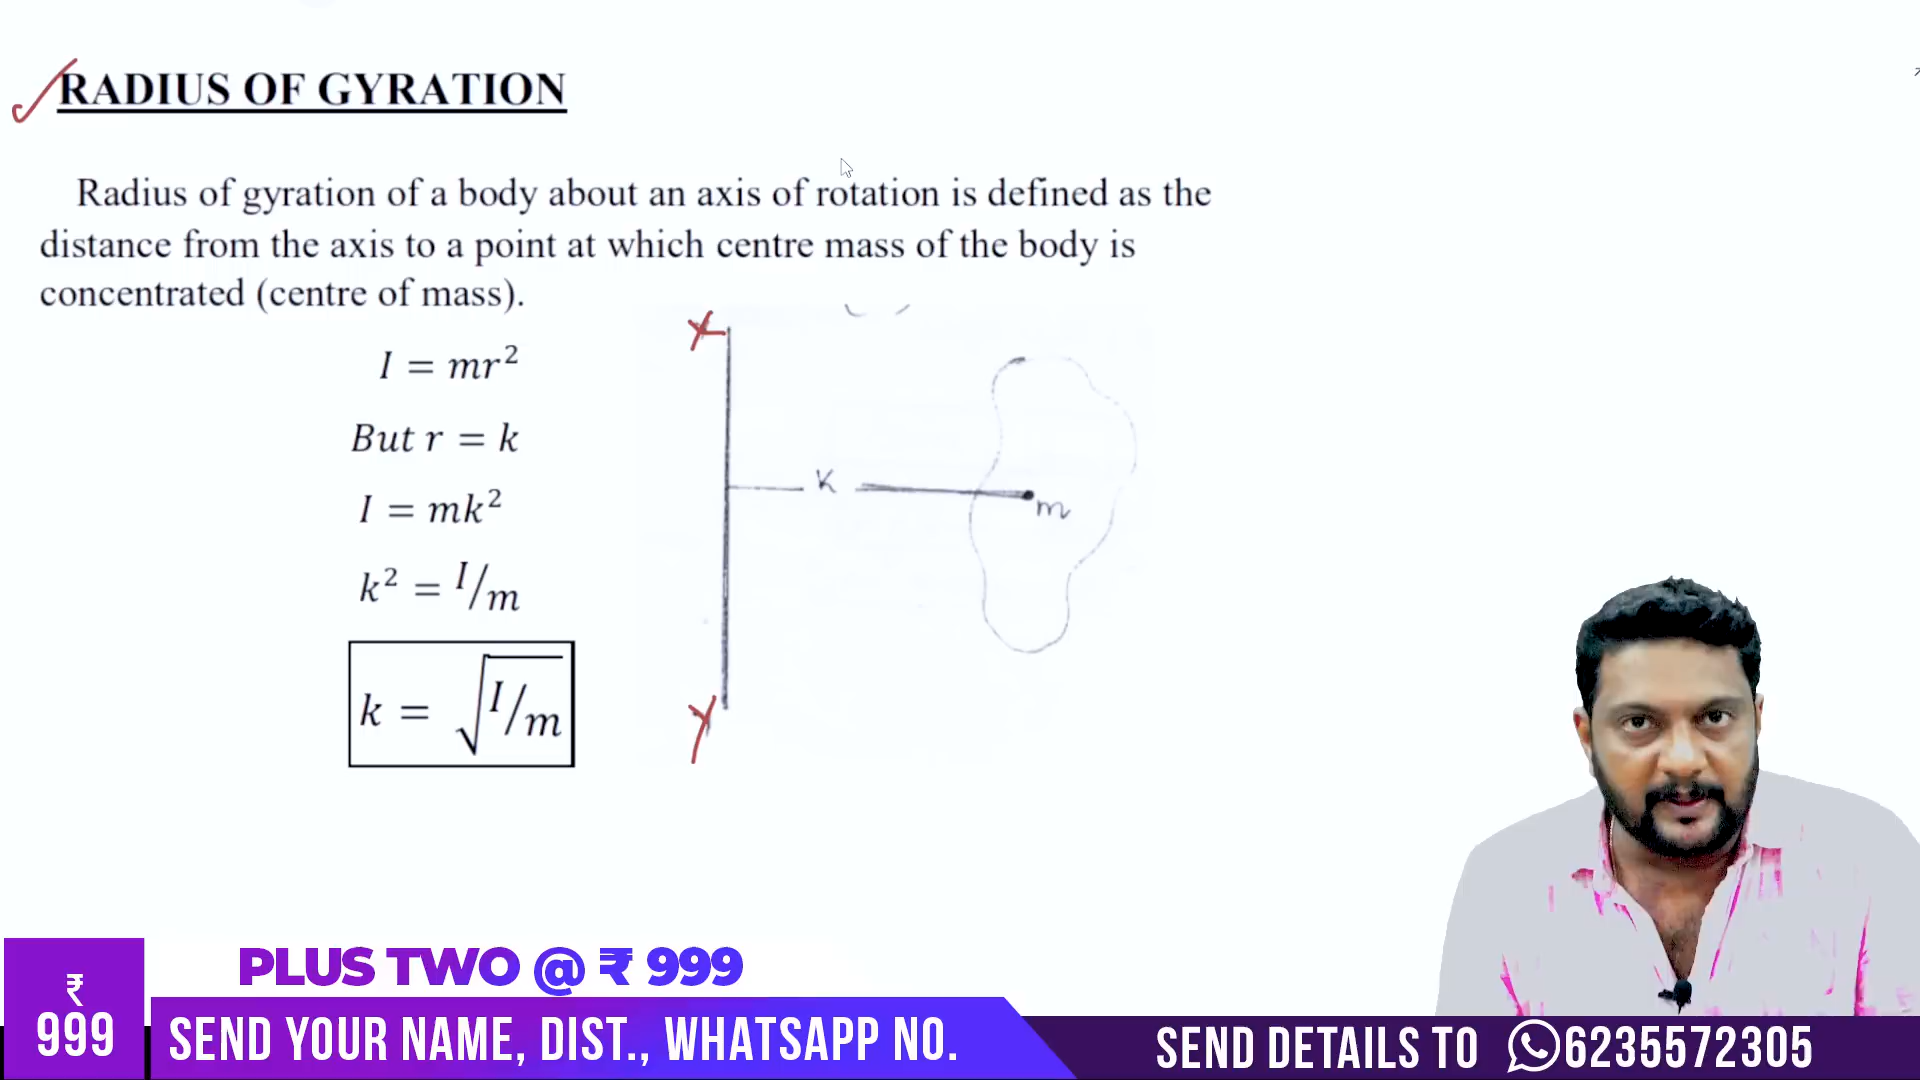 RADIUS OF GYRATION
Radius of gyration of a body about an axis of rotation is defined as the
distance from the axis to a point at which centre mass of the body is
concentrated (centre of mass).
I = mr²
But r = k
I = mk²
k² = I/m
k = √I/m
X
K
m
Y
₹
999
PLUS TWO @ ₹ 999
SEND YOUR NAME, DIST., WHATSAPP NO.
SEND DETAILS TO 6235572305